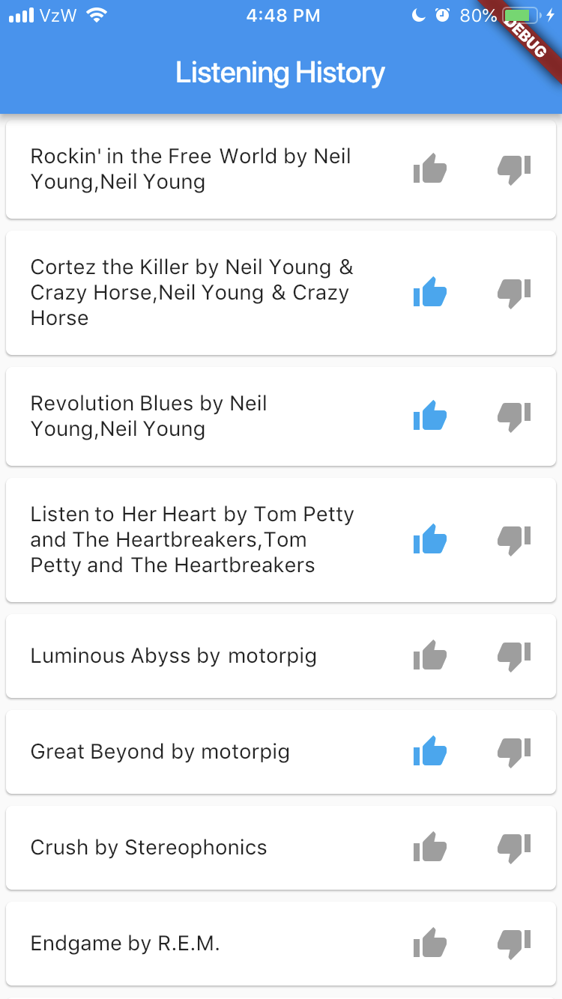 VzW 4:48 PM 80%
DEBUG
Listening History
Rockin' in the Free World by Neil
Young,Neil Young
Cortez the Killer by Neil Young &
Crazy Horse,Neil Young & Crazy
Horse
Revolution Blues by Neil
Young,Neil Young
Listen to Her Heart by Tom Petty
and The Heartbreakers,Tom
Petty and The Heartbreakers
Luminous Abyss by motorpig
Great Beyond by motorpig
Crush by Stereophonics
Endgame by R.E.M.